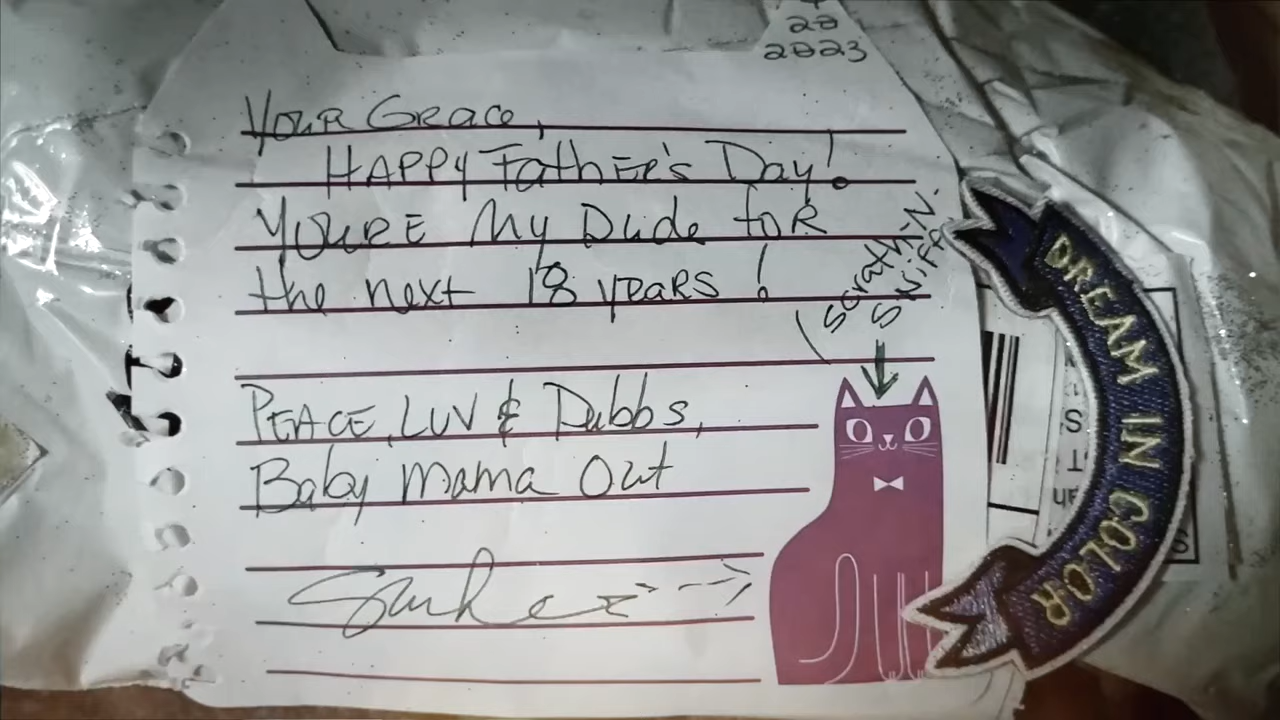 22
2023
Your Grace,
Happy Father's Day!
You're My Dude for
the next 18 years!
Scrath-N-
Sniff
Peace, Luv & Dubbs,
Baby Mama Out
DREAM IN COLOR
S